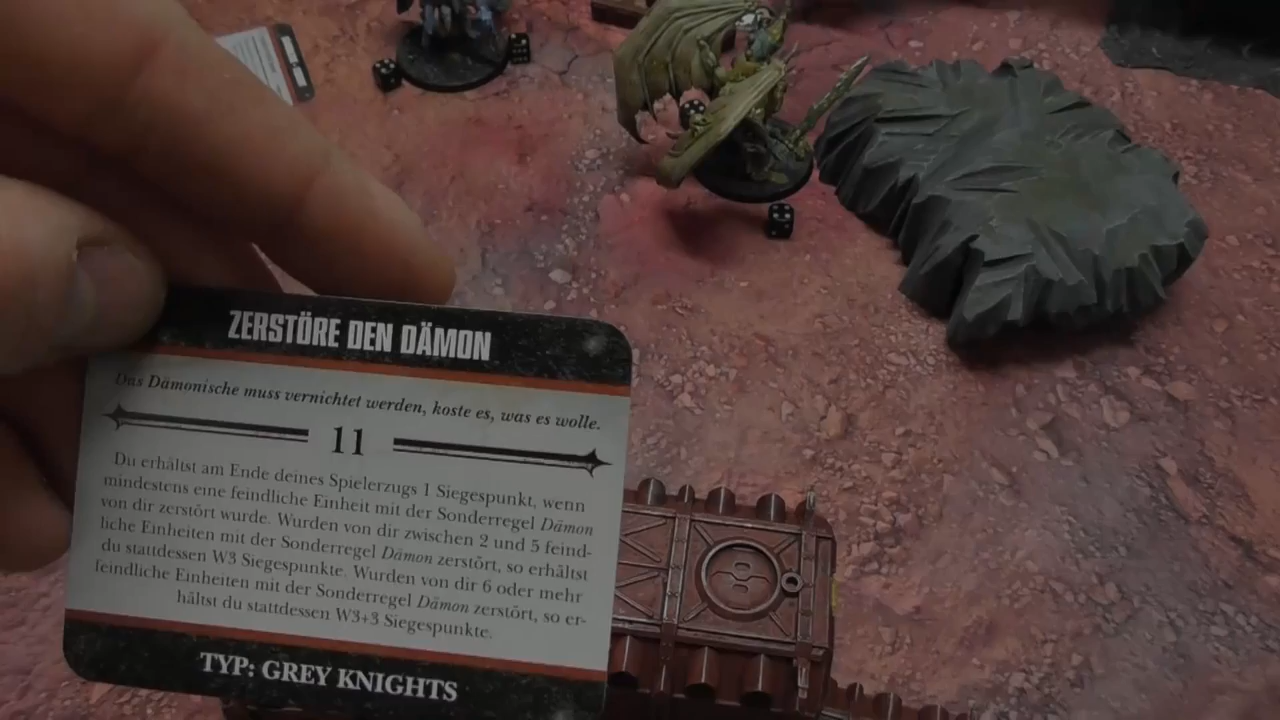 ZERSTÖRE DEN DÄMON
Das Dämonische muss vernichtet werden, koste es, was es wolle.
11
Du erhältst am Ende deines Spielerzugs 1 Siegespunkt, wenn
mindestens eine feindliche Einheit mit der Sonderregel Dämon
von dir zerstört wurde. Wurden von dir zwischen 2 und 5 feind-
liche Einheiten mit der Sonderregel Dämon zerstört, so erhältst
du stattdessen W3 Siegespunkte. Wurden von dir 6 oder mehr
feindliche Einheiten mit der Sonderregel Dämon zerstört, so er-
hältst du stattdessen W3+3 Siegespunkte.
TYP: GREY KNIGHTS